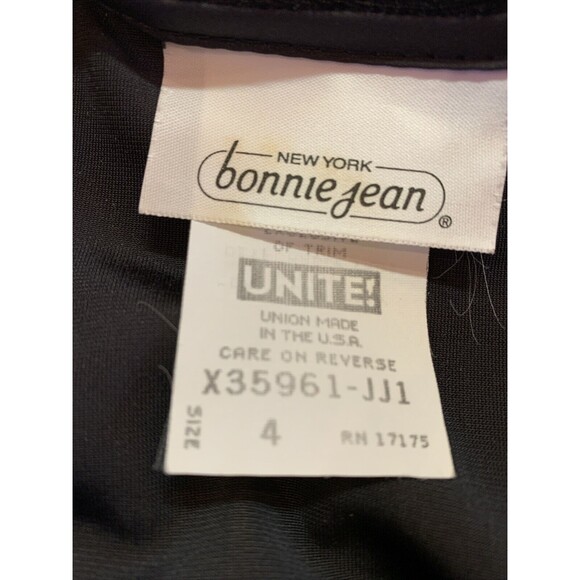 NEW YORK
bonnie jean
®
EXCLUSIVE
OF TRIM
UNITE!
UNION MADE
IN THE U.S.A.
CARE ON REVERSE
X35961-JJ1
SIZE 4 RN 17175